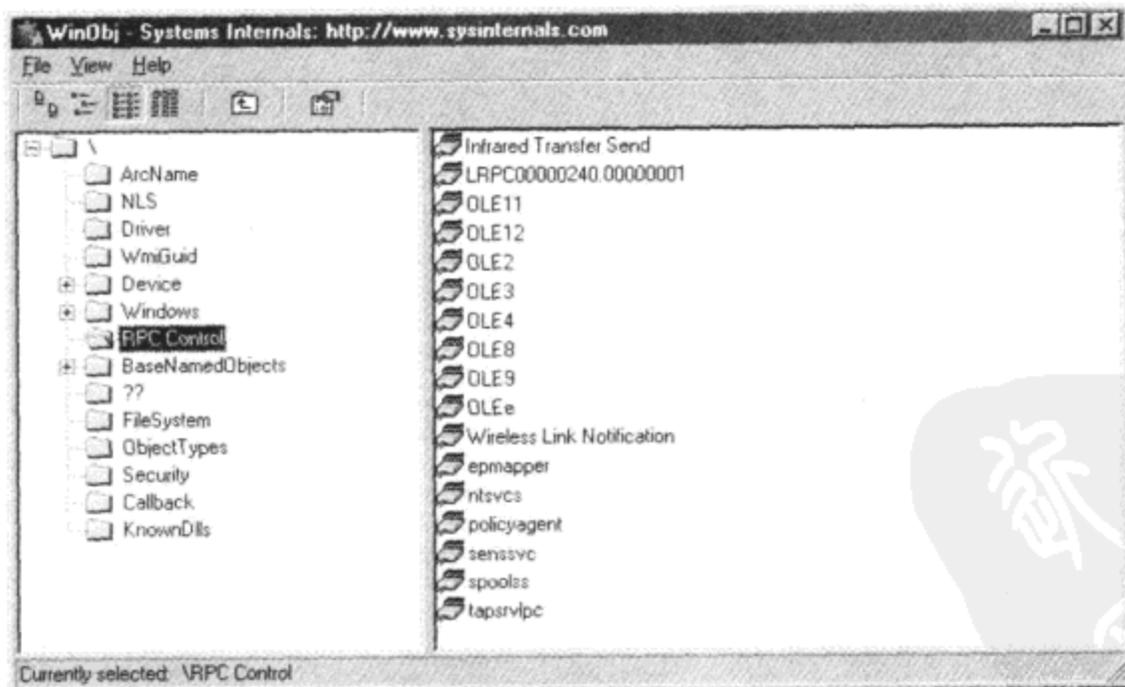 WinObj - Systems Internals: http://www.sysinternals.com
File View Help
\
ArcName
NLS
Driver
WmiGuid
Device
Windows
RPC Control
BaseNamedObjects
??
FileSystem
ObjectTypes
Security
Callback
KnownDlls
Infrared Transfer Send
LRPC00000240.00000001
OLE11
OLE12
OLE2
OLE3
OLE4
OLE8
OLE9
OLEe
Wireless Link Notification
epmapper
ntsvcs
policyagent
senssvc
spoolss
tapsrvlpc
Currently selected: \RPC Control